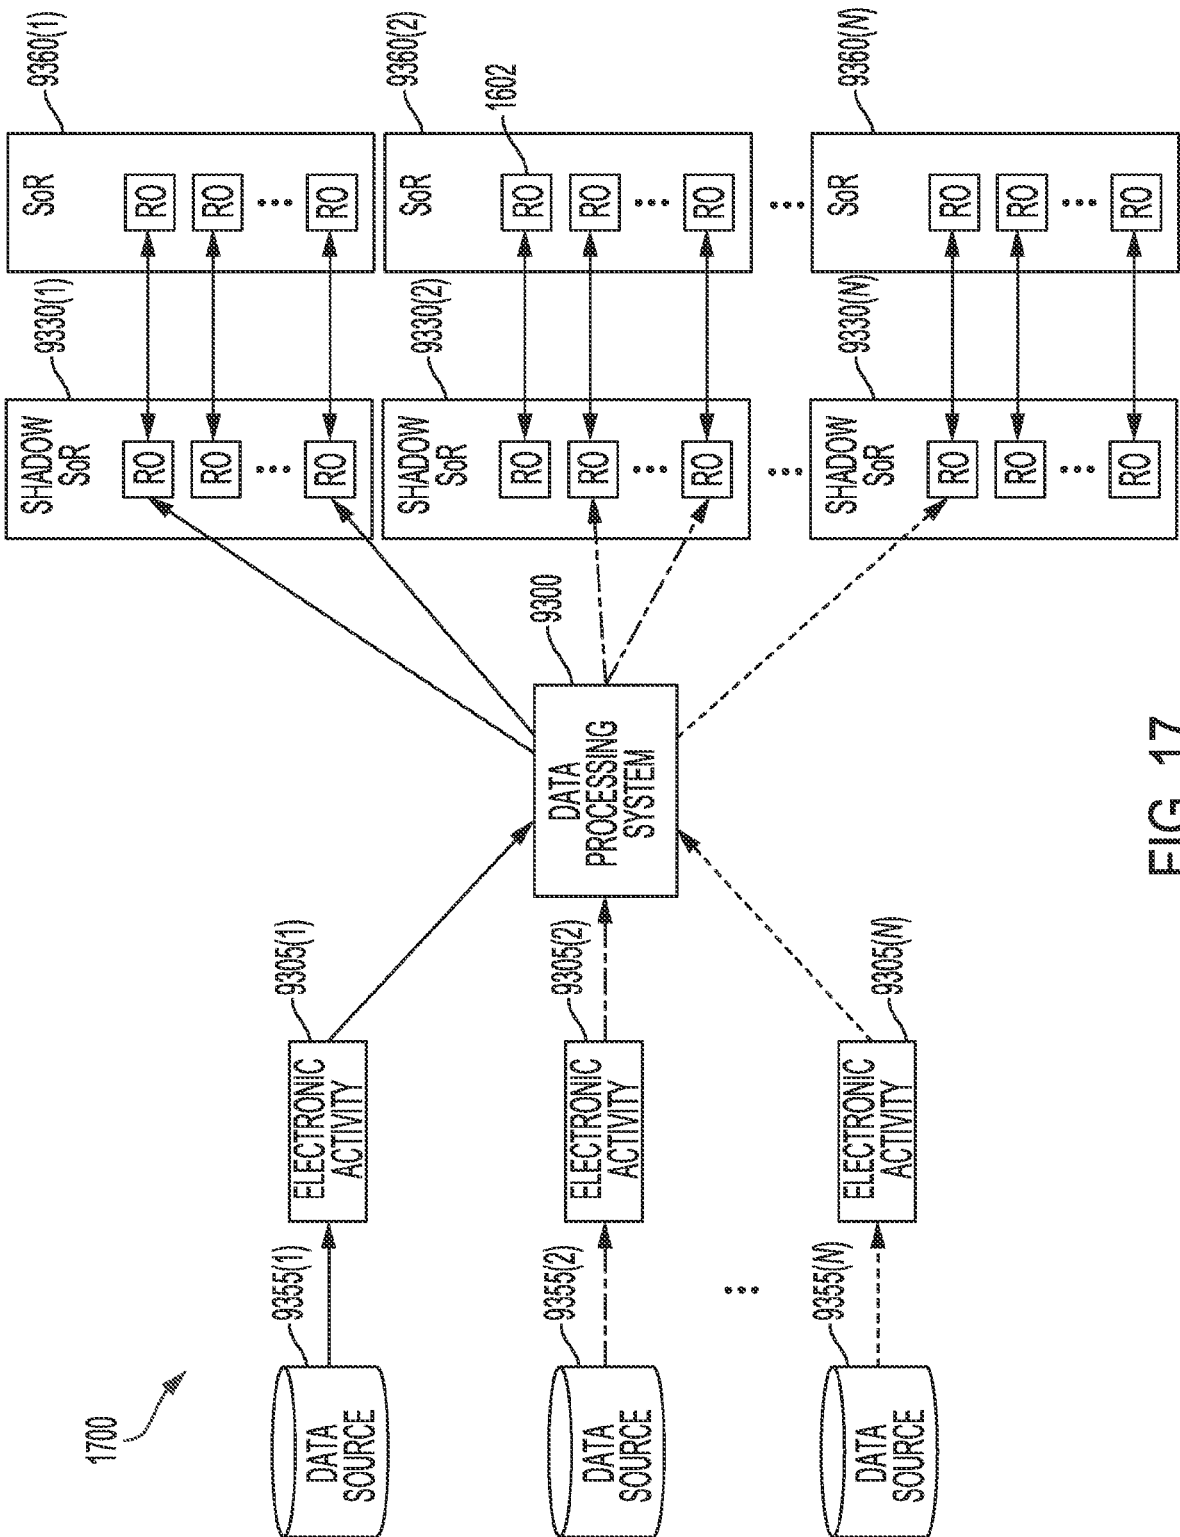 1700
DATA
SOURCE
9355(1)
ELECTRONIC
ACTIVITY
9305(1)
DATA
SOURCE
9355(2)
ELECTRONIC
ACTIVITY
9305(2)
...
DATA
SOURCE
9355(N)
ELECTRONIC
ACTIVITY
9305(N)
DATA
PROCESSING
SYSTEM
9300
SHADOW
SoR
9330(1)
RO
RO
...
RO
SoR
9360(1)
RO
RO
...
RO
SHADOW
SoR
9330(2)
RO
RO
...
RO
SoR
9360(2)
RO
1602
RO
...
RO
...
...
SHADOW
SoR
9330(N)
RO
RO
...
RO
SoR
9360(N)
RO
RO
...
RO
FIG. 17